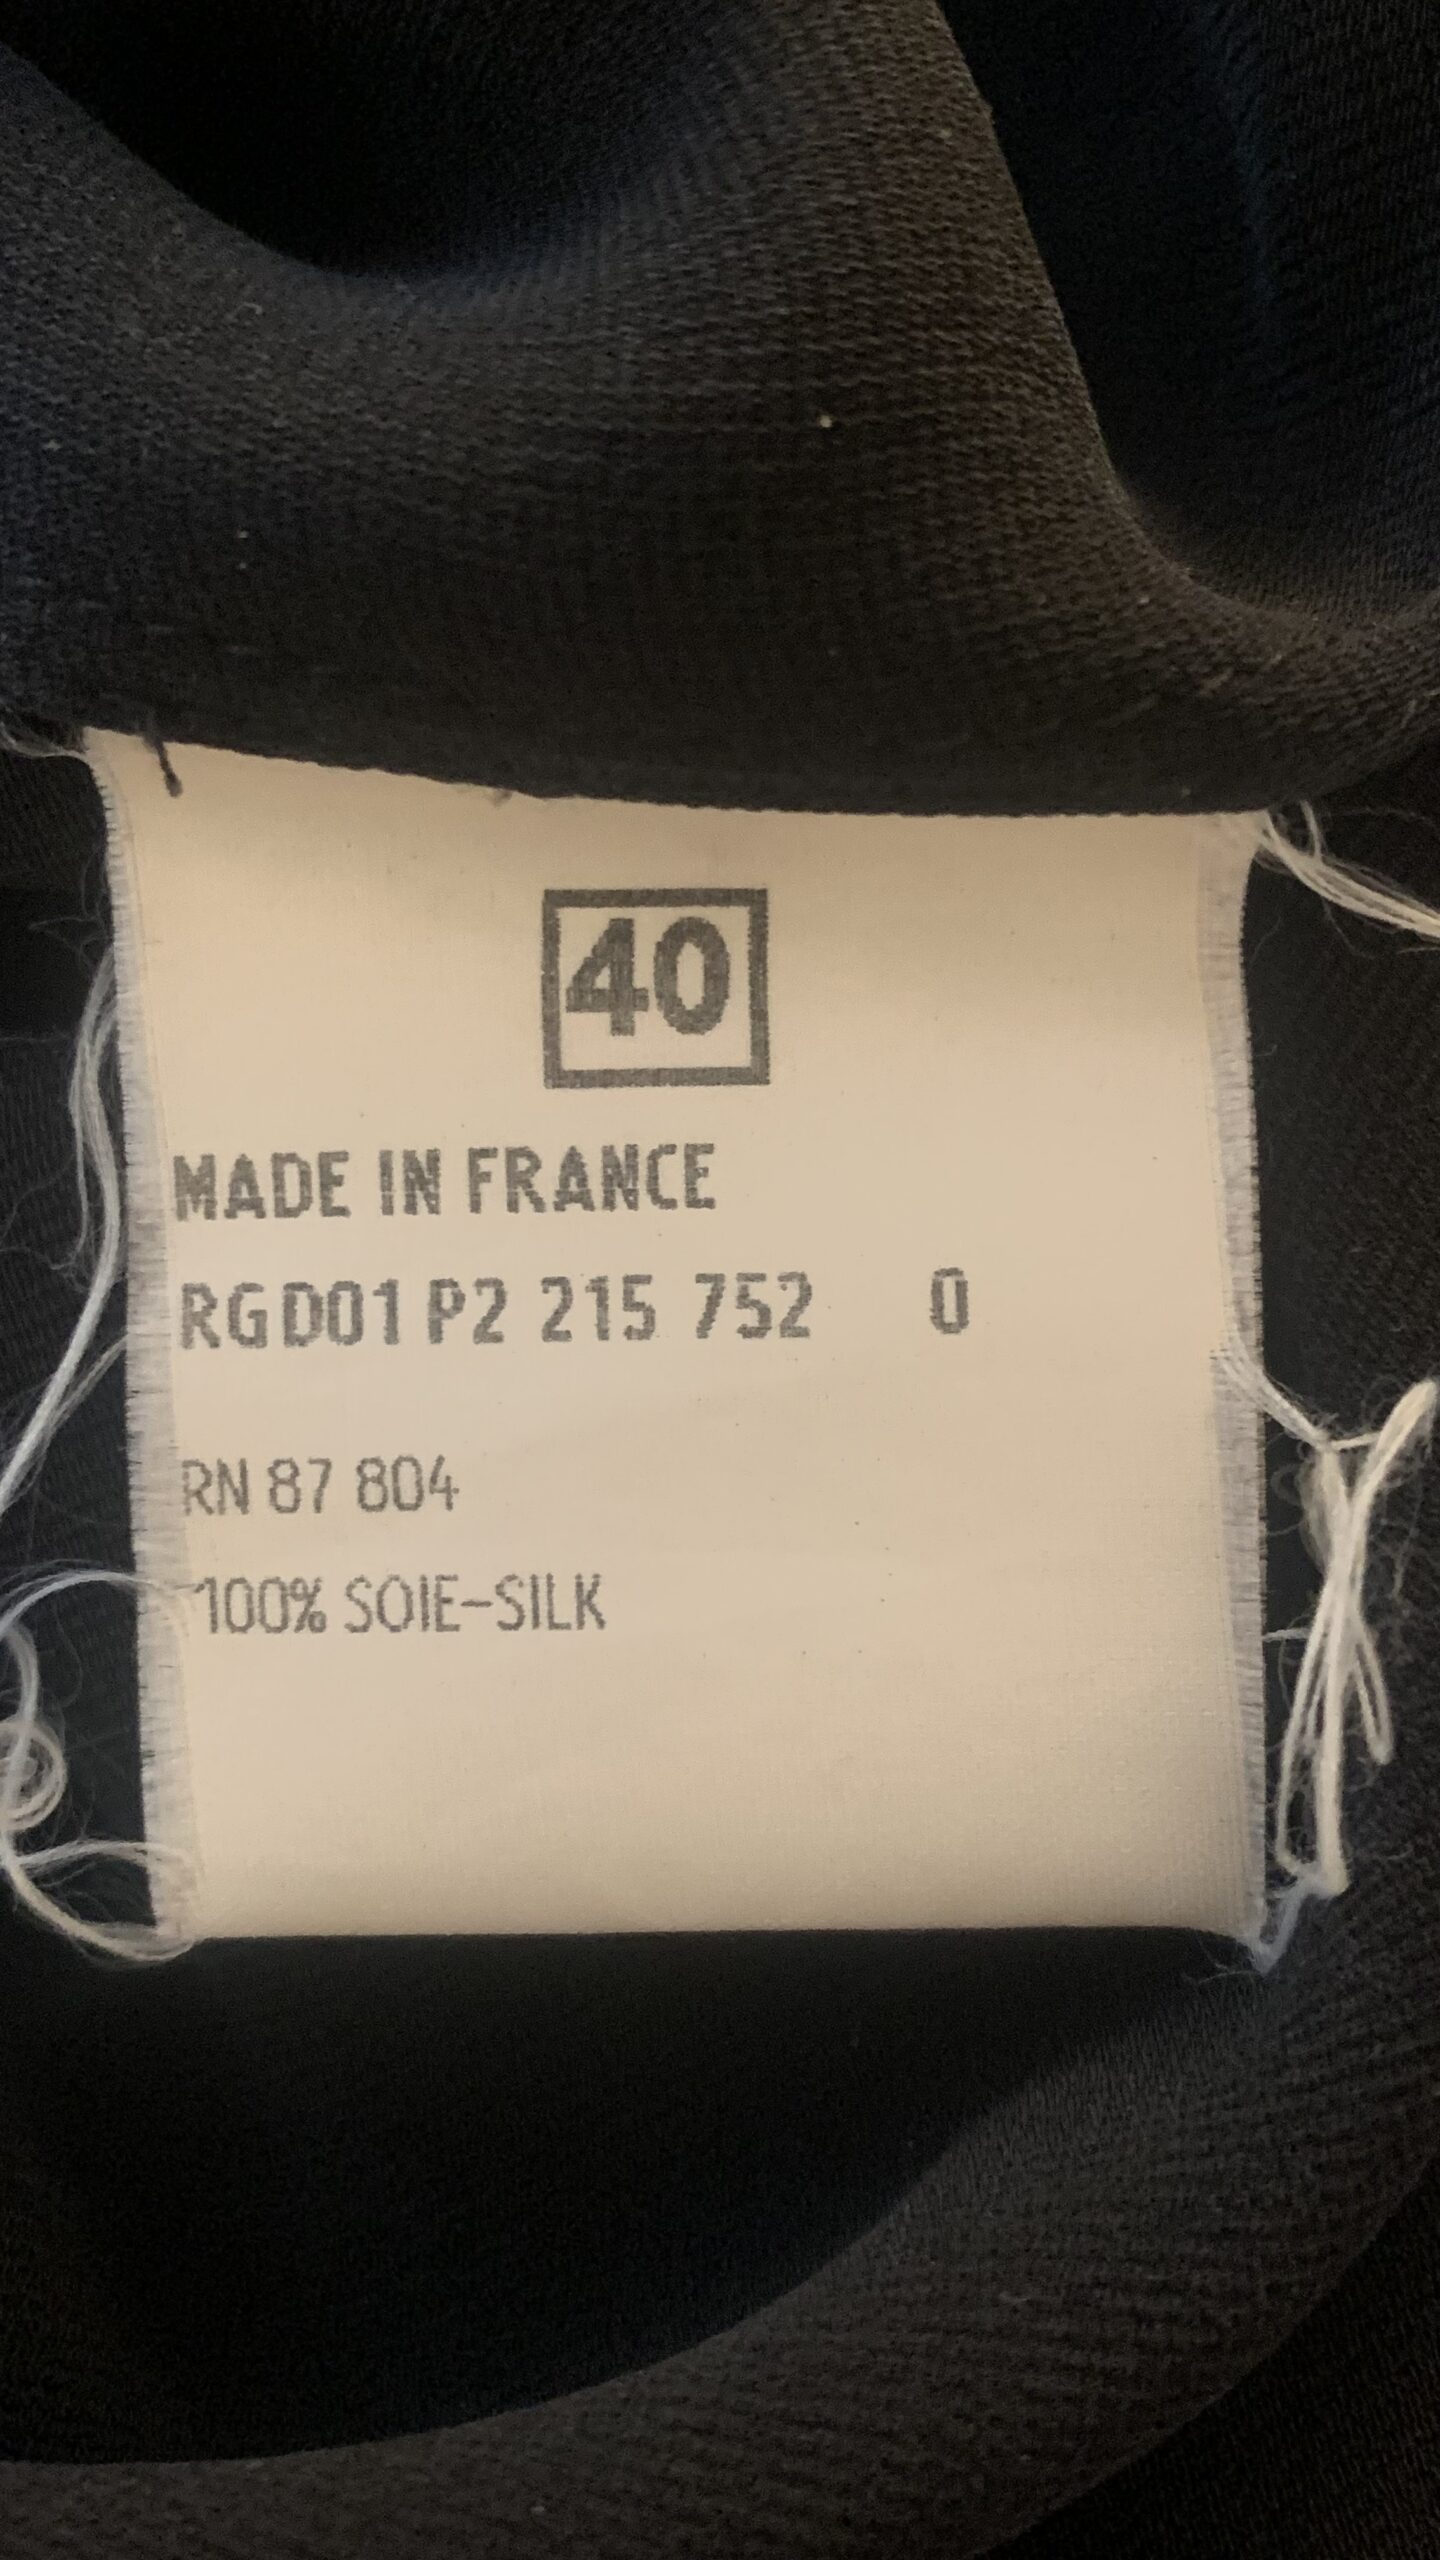 40
MADE IN FRANCE
RGD01 P2 215 752 0
RN 87 804
100% SOIE-SILK